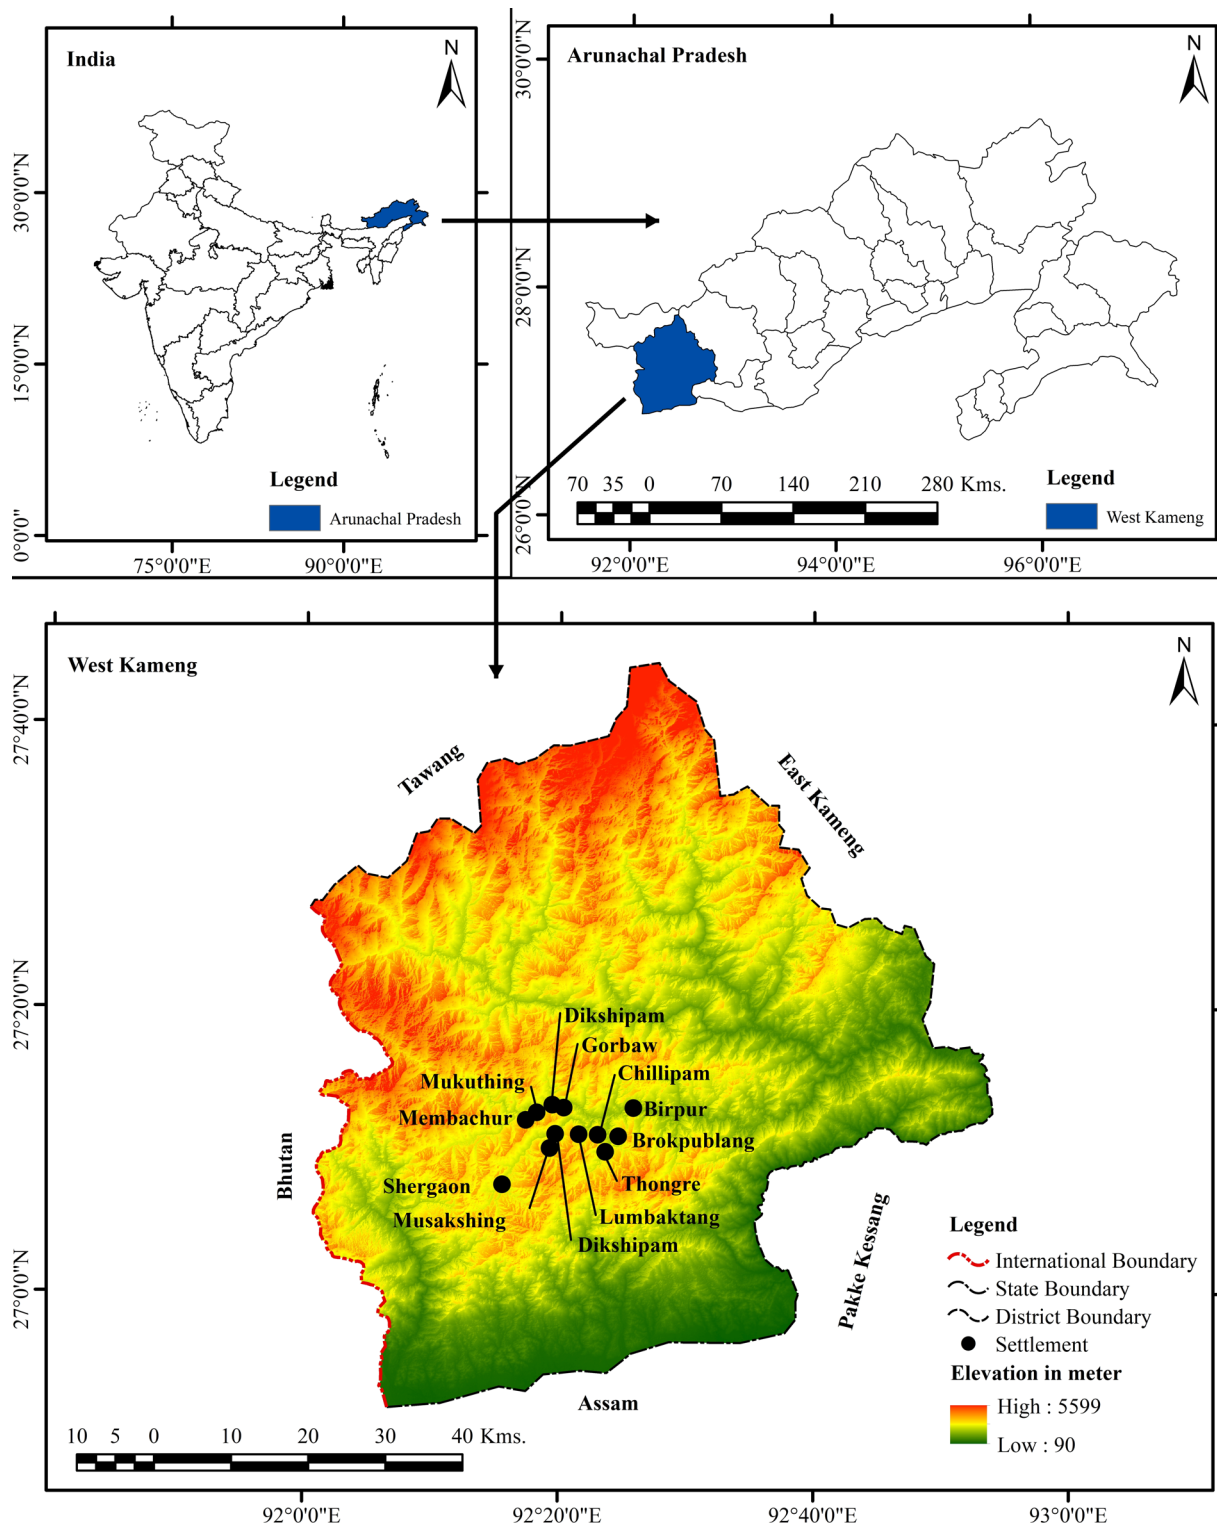 India
N
30°0'0"N
15°0'0"N
0°0'0"
75°0'0"E
90°0'0"E
Legend
Arunachal Pradesh
Arunachal Pradesh
N
30°0'0"N
28°0'0"N
26°0'0"N
70 35 0 70 140 210 280 Kms.
Legend
West Kameng
92°0'0"E
94°0'0"E
96°0'0"E
West Kameng
N
27°40'0"N
27°20'0"N
27°0'0"N
Tawang
East Kameng
Dikshipam
Gorbaw
Chillipam
Mukuthing
Membachur
Birpur
Brokpublang
Thongre
Shergaon
Musakshing
Lumbaktang
Dikshipam
Bhutan
Pakke Kessang
Assam
Legend
International Boundary
State Boundary
District Boundary
Settlement
Elevation in meter
High : 5599
Low : 90
10 5 0 10 20 30 40 Kms.
92°0'0"E
92°20'0"E
92°40'0"E
93°0'0"E